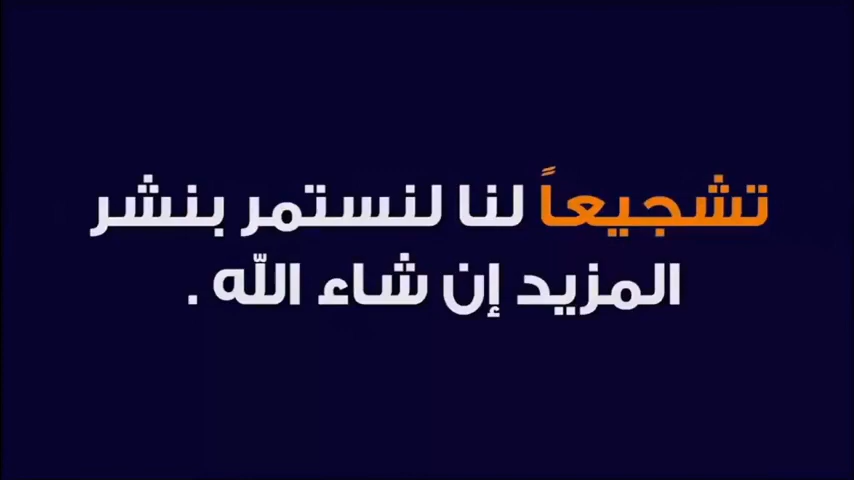 تشجيعاً لنا لنستمر بنشر
المزيد إن شاء الله .